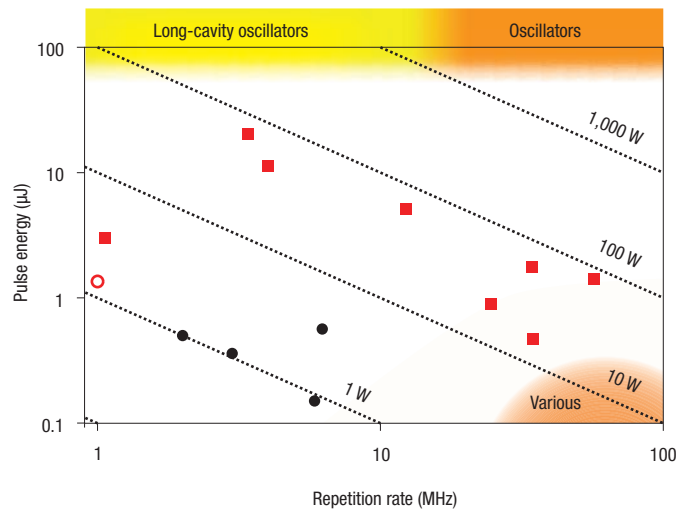 Long-cavity oscillators Oscillators
100
10
1
0.1
Pulse energy (µJ)
1,000 W
100 W
10 W
1 W
Various
1 10 100
Repetition rate (MHz)